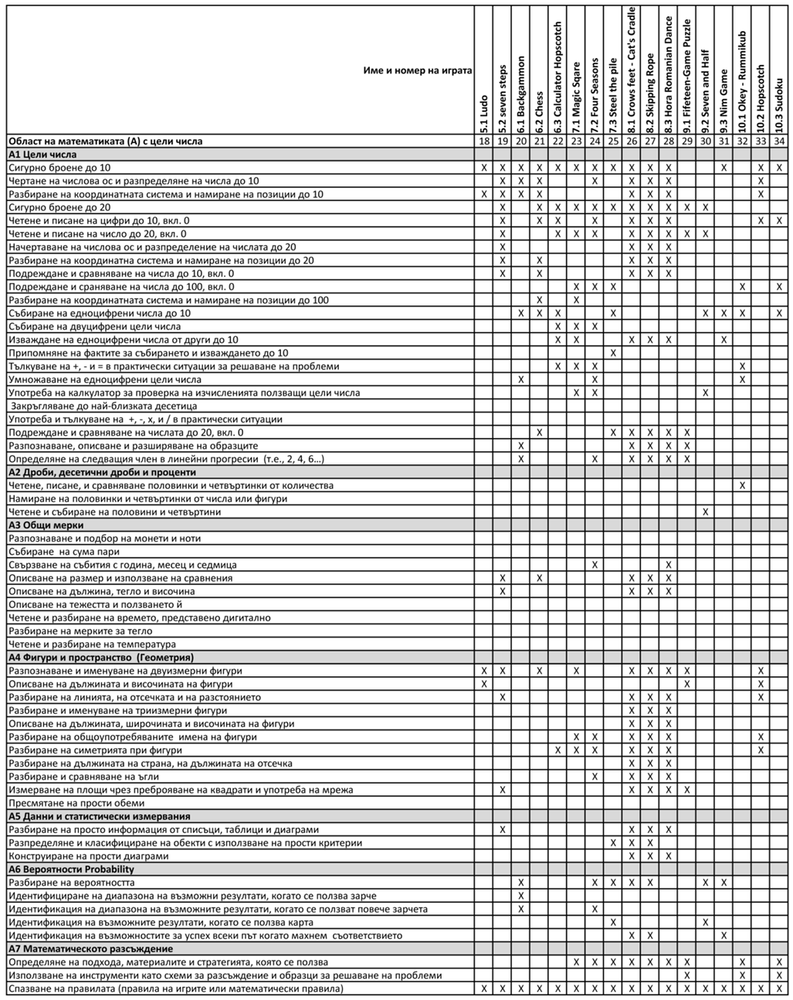 Име и номер на играта
5.1 Ludo
5.2 seven steps
6.1 Backgammon
6.2 Chess
6.3 Calculator Hopscotch
7.1 Magic Sqare
7.2 Four Seasons
7.3 Steel the pile
8.1 Crows feet - Cat's Cradle
8.2 Skipping Rope
8.3 Hora Romanian Dance
9.1 Fifeteen-Game Puzzle
9.2 Seven and Half
9.3 Nim Game
10.1 Okey - Rummikub
10.2 Hopscotch
10.3 Sudoku
Област на математиката (А) с цели числа 18 19 20 21 22 23 24 25 26 27 28 29 30 31 32 33 34
А1 Цели числа
Сигурно броене до 10 X X X X X X X X X X X X X X
Чертане на числова ос и разпределяне на числа до 10 X X X X X X X X
Разбиране на координатната система и намиране на позиции до 10 X X X X X X X X
Сигурно броене до 20 X X X X X X X X X X X
Четене и писане на цифри до 10, вкл. 0 X X X X X X X X X
Четене и писане на число до 20, вкл. 0 X X X X X X X X X
Начертаване на числова ос и разпределение на числата до 20 X X X X
Разбиране на координатна система и намиране на позиции до 20 X X X X X
Подреждане и сравняване на числа до 10, вкл. 0 X X X X X
Подреждане и сраняване на числа до 100, вкл. 0 X X X X X
Разбиране на координатната система и намиране на позиции до 100 X X
Събиране на едноцифрени числа до 10 X X X X X X X X
Събиране на двуцифрени цели числа X X X
Изваждане на едноцифрени числа от други до 10 X X X X X X
Припомняне на фактите за събирането и изваждането до 10 X
Тълкуване на +, - и = в практически ситуации за решаване на проблеми X X X X
Умножаване на едноцифрени цели числа X X X
Употреба на калкулатор за проверка на изчисленията ползващи цели числа X X X
Закръгляване до най-близката десетица
Употреба и тълкуване на +, -, x, и / в практически ситуации
Подреждане и сравняване на числата до 20, вкл. 0 X X X X X X
Разпознаване, описване и разширяване на образците X X X X X
Определяне на следващия член в линейни прогресии (т.е., 2, 4, 6…) X X X X X X
А2 Дроби, десетични дроби и проценти
Четене, писане, и сравняване половинки и четвъртинки от количества X
Намиране на половинки и четвъртинки от числа или фигури
Четене и събиране на половини и четвъртини X
А3 Общи мерки
Разпознаване и подбор на монети и ноти
Събиране на сума пари
Свързване на събития с година, месец и седмица X X
Описване на размер и използване на сравнения X X X X X
Описване на дължина, тегло и височина X X X X
Описване на тежестта и ползването й
Четене и разбиране на времето, представено дигитално
Разбиране на мерките за тегло
Четене и разбиране на температура
А4 Фигури и пространство (Геометрия)
Разпознаване и именуване на двуизмерни фигури X X X X X X X X X
Описване на дължината и височината на фигури X X X
Разбиране на линията, на отсечката и на разстоянието X X X X X
Разбиране и именуване на триизмерни фигури X X X
Описване на дължината, широчината и височината на фигури X X X
Разбиране на общоупотребяваните имена на фигури X X X X X X
Разбиране на симетрията при фигури X X X X X X X
Разбиране на дължината на страна, на дължината на отсечка X X X
Разбиране и сравняване на ъгли X X X X
Измерване на площи чрез преброяване на квадрати и употреба на мрежа X X X X X
Пресмятане на прости обеми
А5 Данни и статистически измервания
Разбиране на просто информация от списъци, таблици и диаграми X X X X
Разпределяне и класифициране на обекти с използване на прости критерии X X X
Конструиране на прости диаграми X X X
А6 Вероятности Probability
Разбиране на вероятността X X X X X X X
Идентифициране на диапазона на възможни резултати, когато се ползва зарче X
Идентификация на диапазона на възможните резултати, когато се ползват повече зарчета X X
Идентификация на възможните резултати, когато се ползва карта X X
Идентификация на възможностите за успех всеки път когато махнем съответствието X X X
А7 Математическото разсъждение
Определяне на подхода, материалите и стратегията, която се ползва X X X X X X X X X
Използване на инструменти като схеми за разсъждение и образци за решаване на проблеми X X X
Спазване на правилата (правила на игрите или математически правила) X X X X X X X X X X X X X X X X X